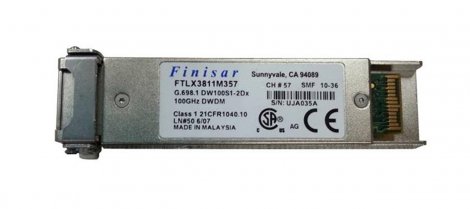 Finisar
Sunnyvale, CA 94089
FTLX3811M357
CH # 57 SMF 10-36
G.698.1 DW100S1-2Dx
S/N: UJA035A
100GHz DWDM
Class 1 21CFR1040.10
LN#50 6/07
MADE IN MALAYSIA